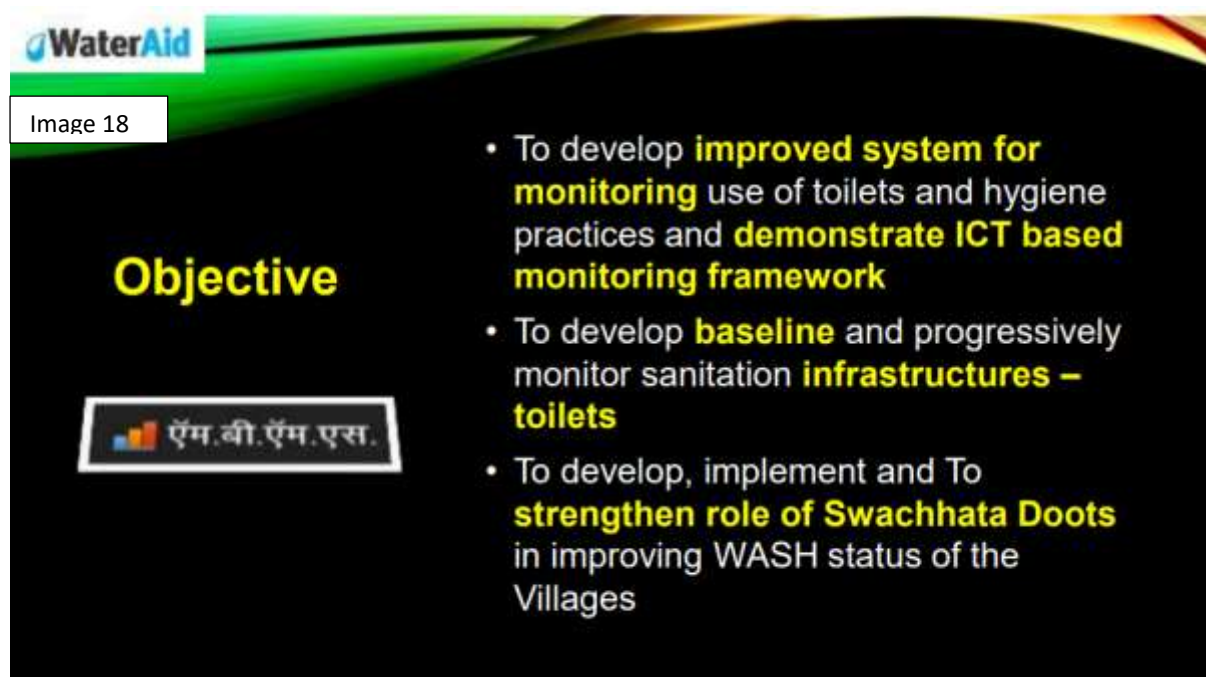 WaterAid
Image 18
• To develop improved system for
monitoring use of toilets and hygiene
practices and demonstrate ICT based
monitoring framework
• To develop baseline and progressively
monitor sanitation infrastructures –
toilets
• To develop, implement and To
strengthen role of Swachhata Doots
in improving WASH status of the
Villages
Objective
ऍम.बी.ऍम.एस.